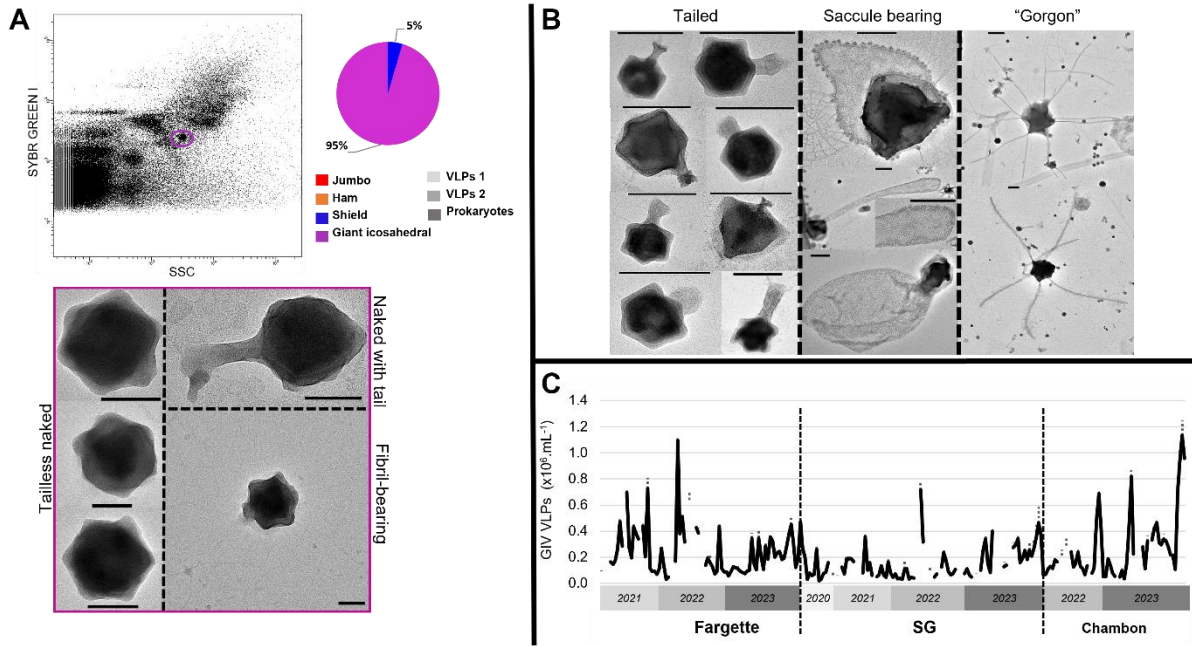 A
SYBR GREEN I
SSC
5%
95%
Jumbo
Ham
Shield
Giant icosahedral
VLPs 1
VLPs 2
Prokaryotes
Tailless naked
Naked with tail
Fibril-bearing
B
Tailed
Saccule bearing
“Gorgon”
C
GIV VLPs (x10⁶.mL⁻¹)
1.4
1.2
1.0
0.8
0.6
0.4
0.2
0.0
2021 2022 2023 2020 2021 2022 2023 2022 2023
Fargette SG Chambon